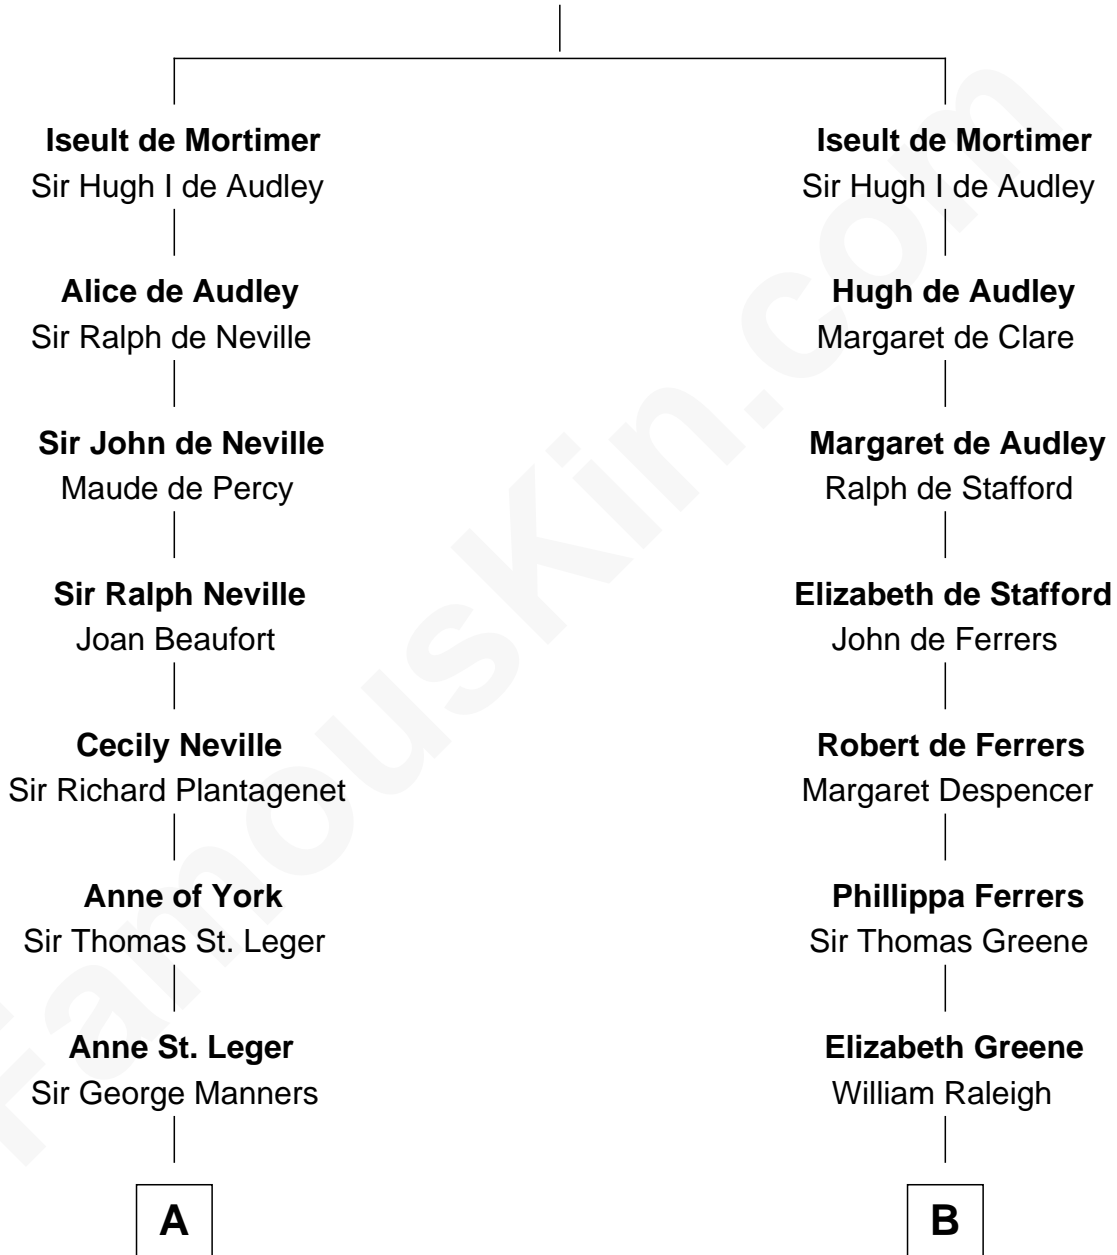 Iseult de Mortimer
Sir Hugh I de Audley
Alice de Audley
Sir Ralph de Neville
Sir John de Neville
Maude de Percy
Sir Ralph Neville
Joan Beaufort
Cecily Neville
Sir Richard Plantagenet
Anne of York
Sir Thomas St. Leger
Anne St. Leger
Sir George Manners
A
Iseult de Mortimer
Sir Hugh I de Audley
Hugh de Audley
Margaret de Clare
Margaret de Audley
Ralph de Stafford
Elizabeth de Stafford
John de Ferrers
Robert de Ferrers
Margaret Despencer
Phillippa Ferrers
Sir Thomas Greene
Elizabeth Greene
William Raleigh
B
FamousKin.com